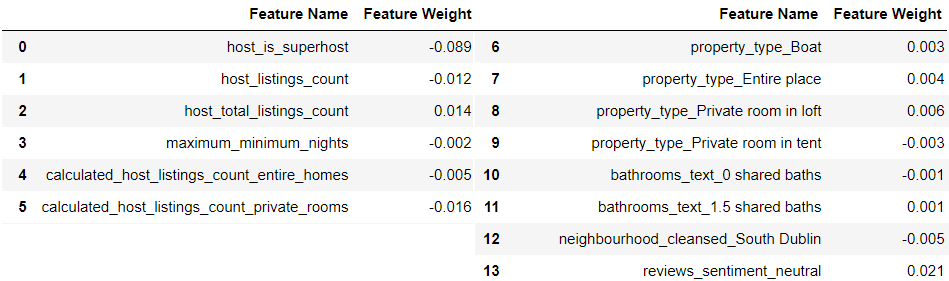 Feature Name Feature Weight
0 host_is_superhost -0.089
1 host_listings_count -0.012
2 host_total_listings_count 0.014
3 maximum_minimum_nights -0.002
4 calculated_host_listings_count_entire_homes -0.005
5 calculated_host_listings_count_private_rooms -0.016
Feature Name Feature Weight
6 property_type_Boat 0.003
7 property_type_Entire place 0.004
8 property_type_Private room in loft 0.006
9 property_type_Private room in tent -0.003
10 bathrooms_text_0 shared baths -0.001
11 bathrooms_text_1.5 shared baths 0.001
12 neighbourhood_cleansed_South Dublin -0.005
13 reviews_sentiment_neutral 0.021